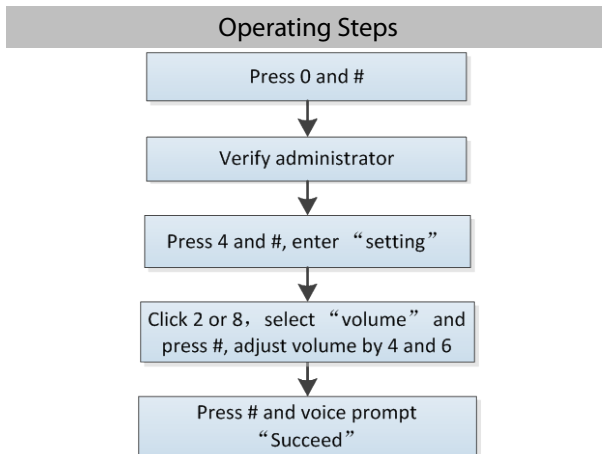 Operating Steps
Press 0 and #
Verify administrator
Press 4 and #, enter “setting”
Click 2 or 8，select “volume” and
press #, adjust volume by 4 and 6
Press # and voice prompt
“Succeed”